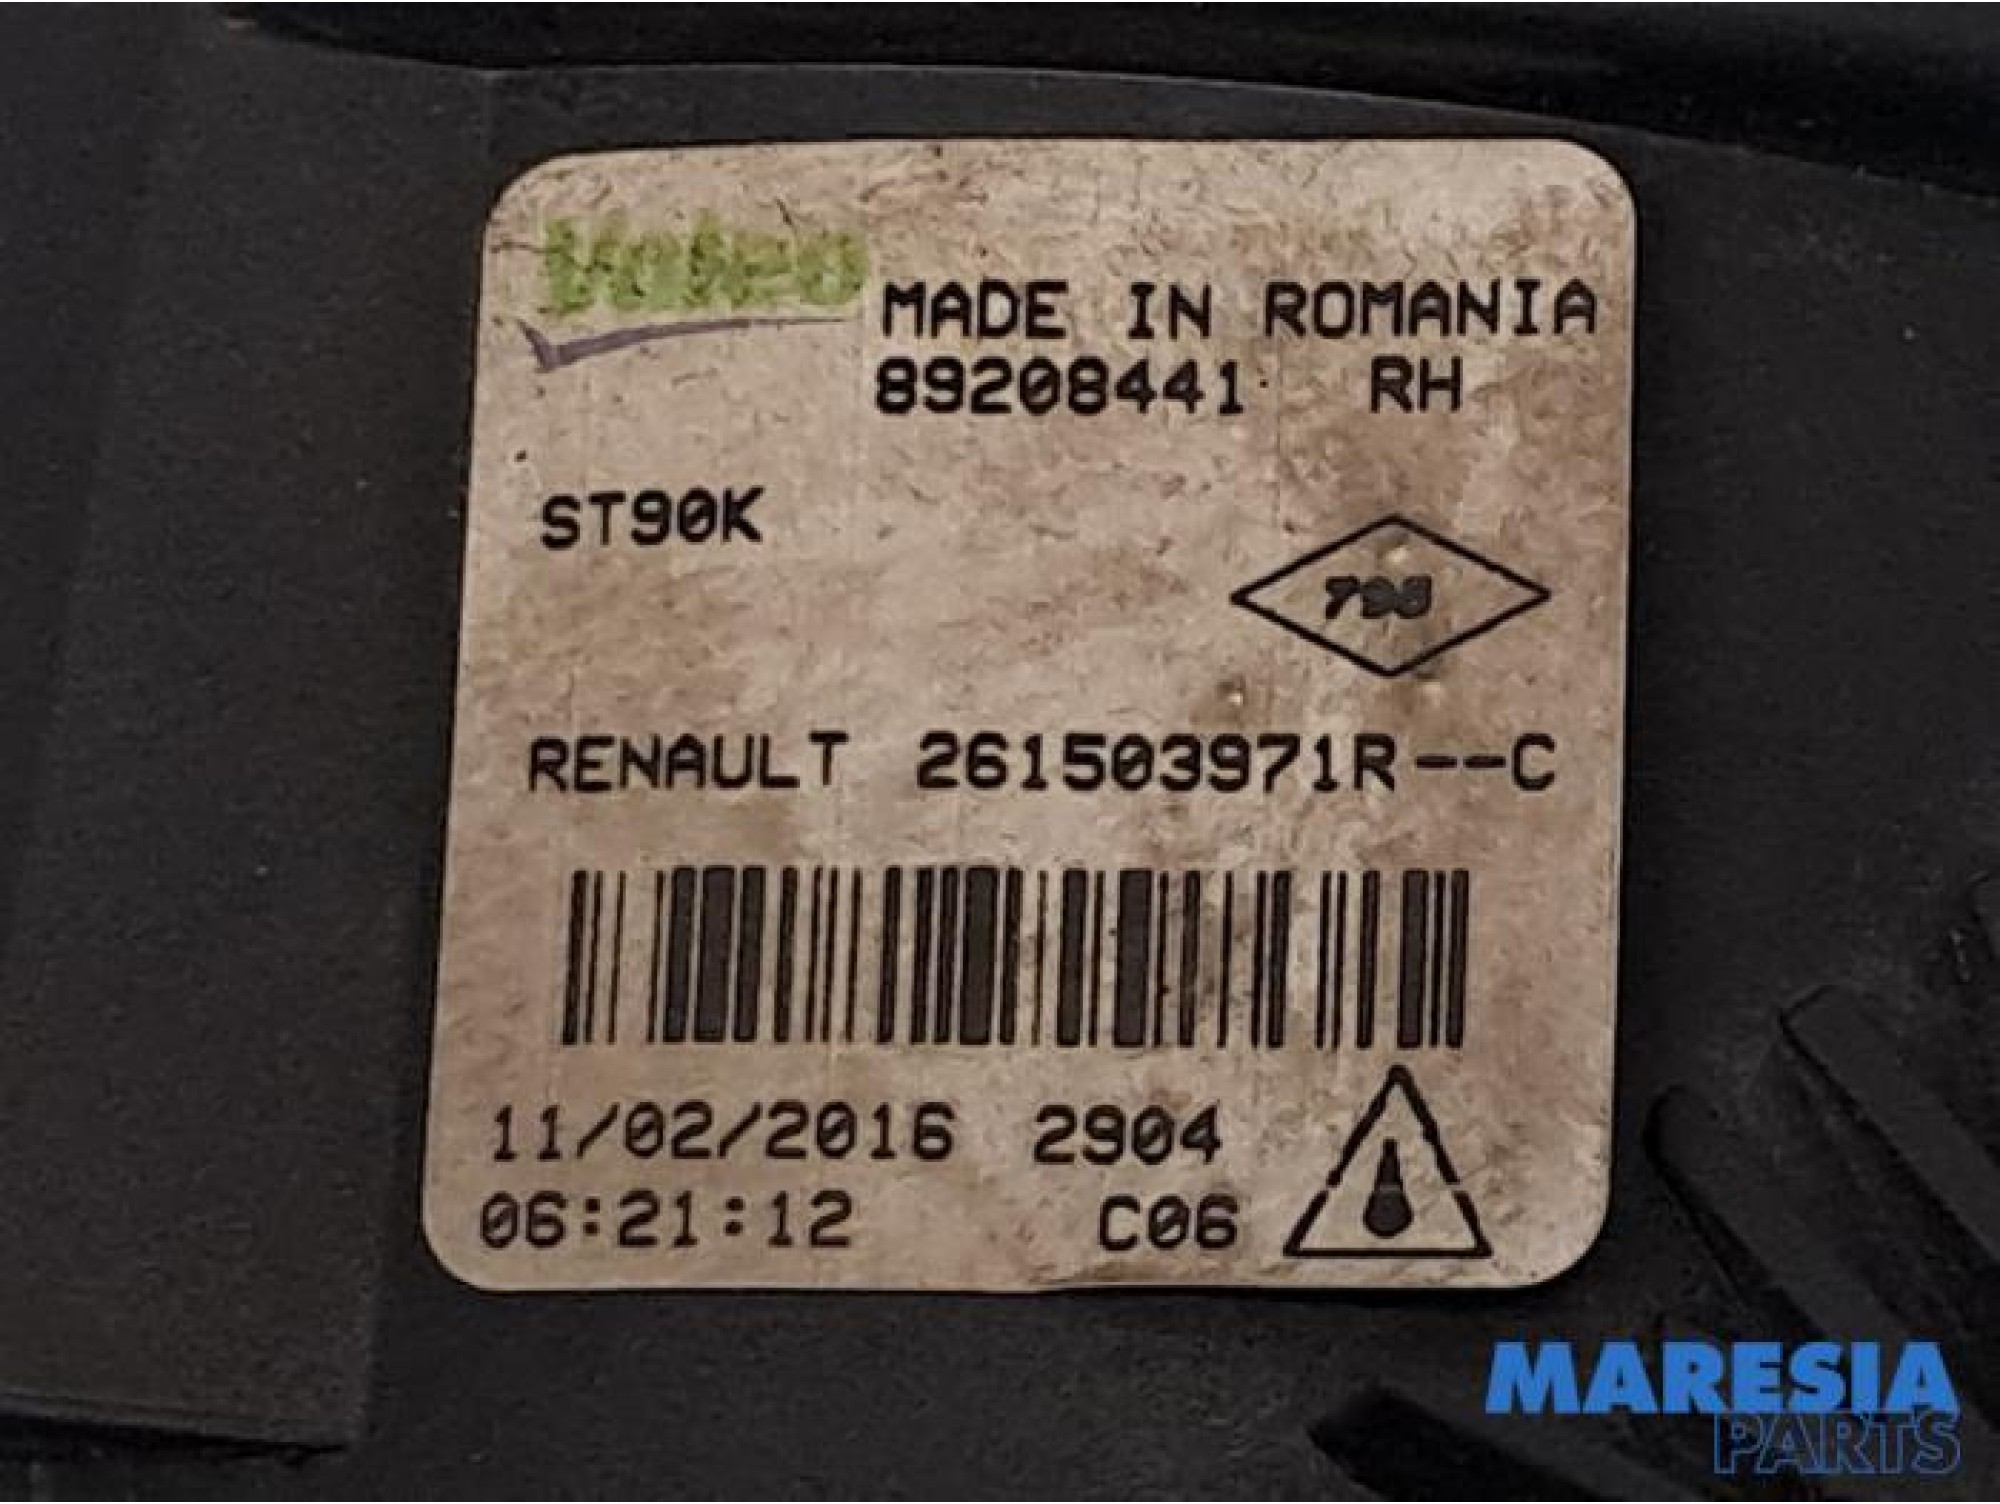 Valeo
MADE IN ROMANIA
89208441 RH
ST90K
RENAULT 261503971R--C
11/02/2016 2904
06:21:12 C06
MARESIA
PARTS